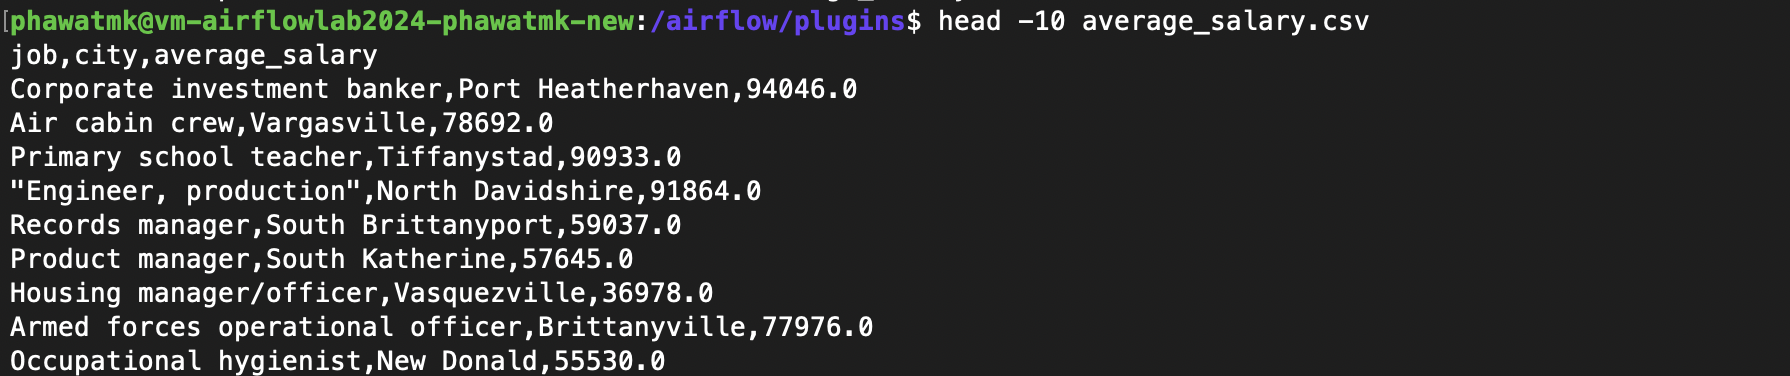 [phawatmk@vm-airflowlab2024-phawatmk-new:/airflow/plugins$ head -10 average_salary.csv
job,city,average_salary
Corporate investment banker,Port Heatherhaven,94046.0
Air cabin crew,Vargasville,78692.0
Primary school teacher,Tiffanystad,90933.0
"Engineer, production",North Davidshire,91864.0
Records manager,South Brittanyport,59037.0
Product manager,South Katherine,57645.0
Housing manager/officer,Vasquezville,36978.0
Armed forces operational officer,Brittanyville,77976.0
Occupational hygienist,New Donald,55530.0